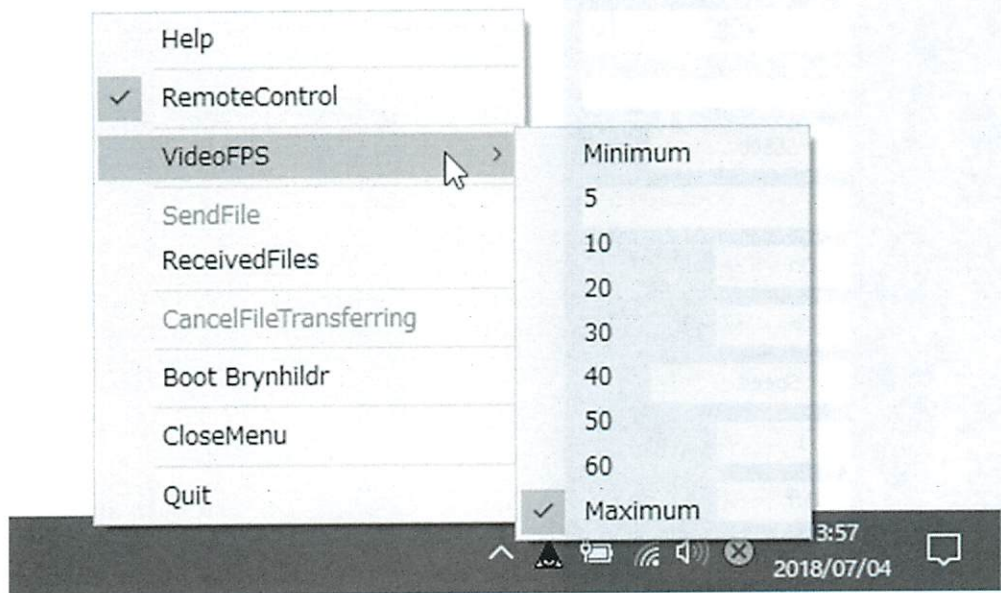 Help
RemoteControl
VideoFPS
SendFile
ReceivedFiles
CancelFileTransferring
Boot Brynhildr
CloseMenu
Quit
Minimum
5
10
20
30
40
50
60
Maximum
3:57
2018/07/04